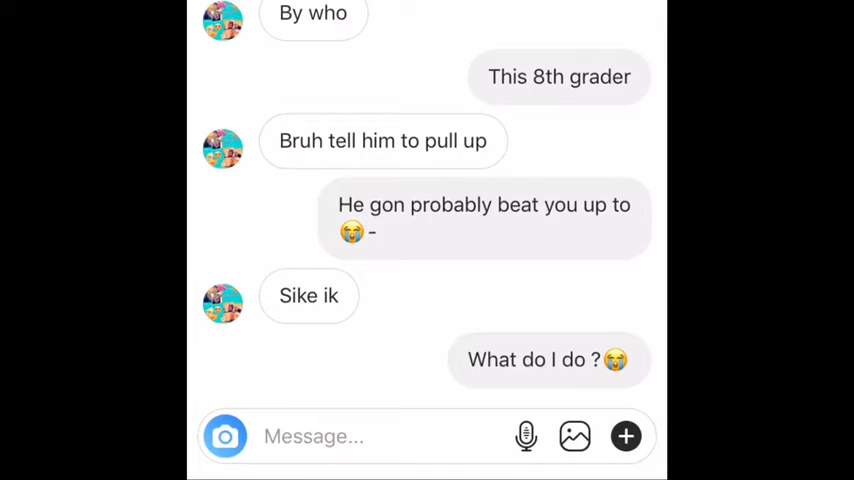 By who
This 8th grader
Bruh tell him to pull up
He gon probably beat you up to
😭 -
Sike ik
What do I do ?😭
Message...